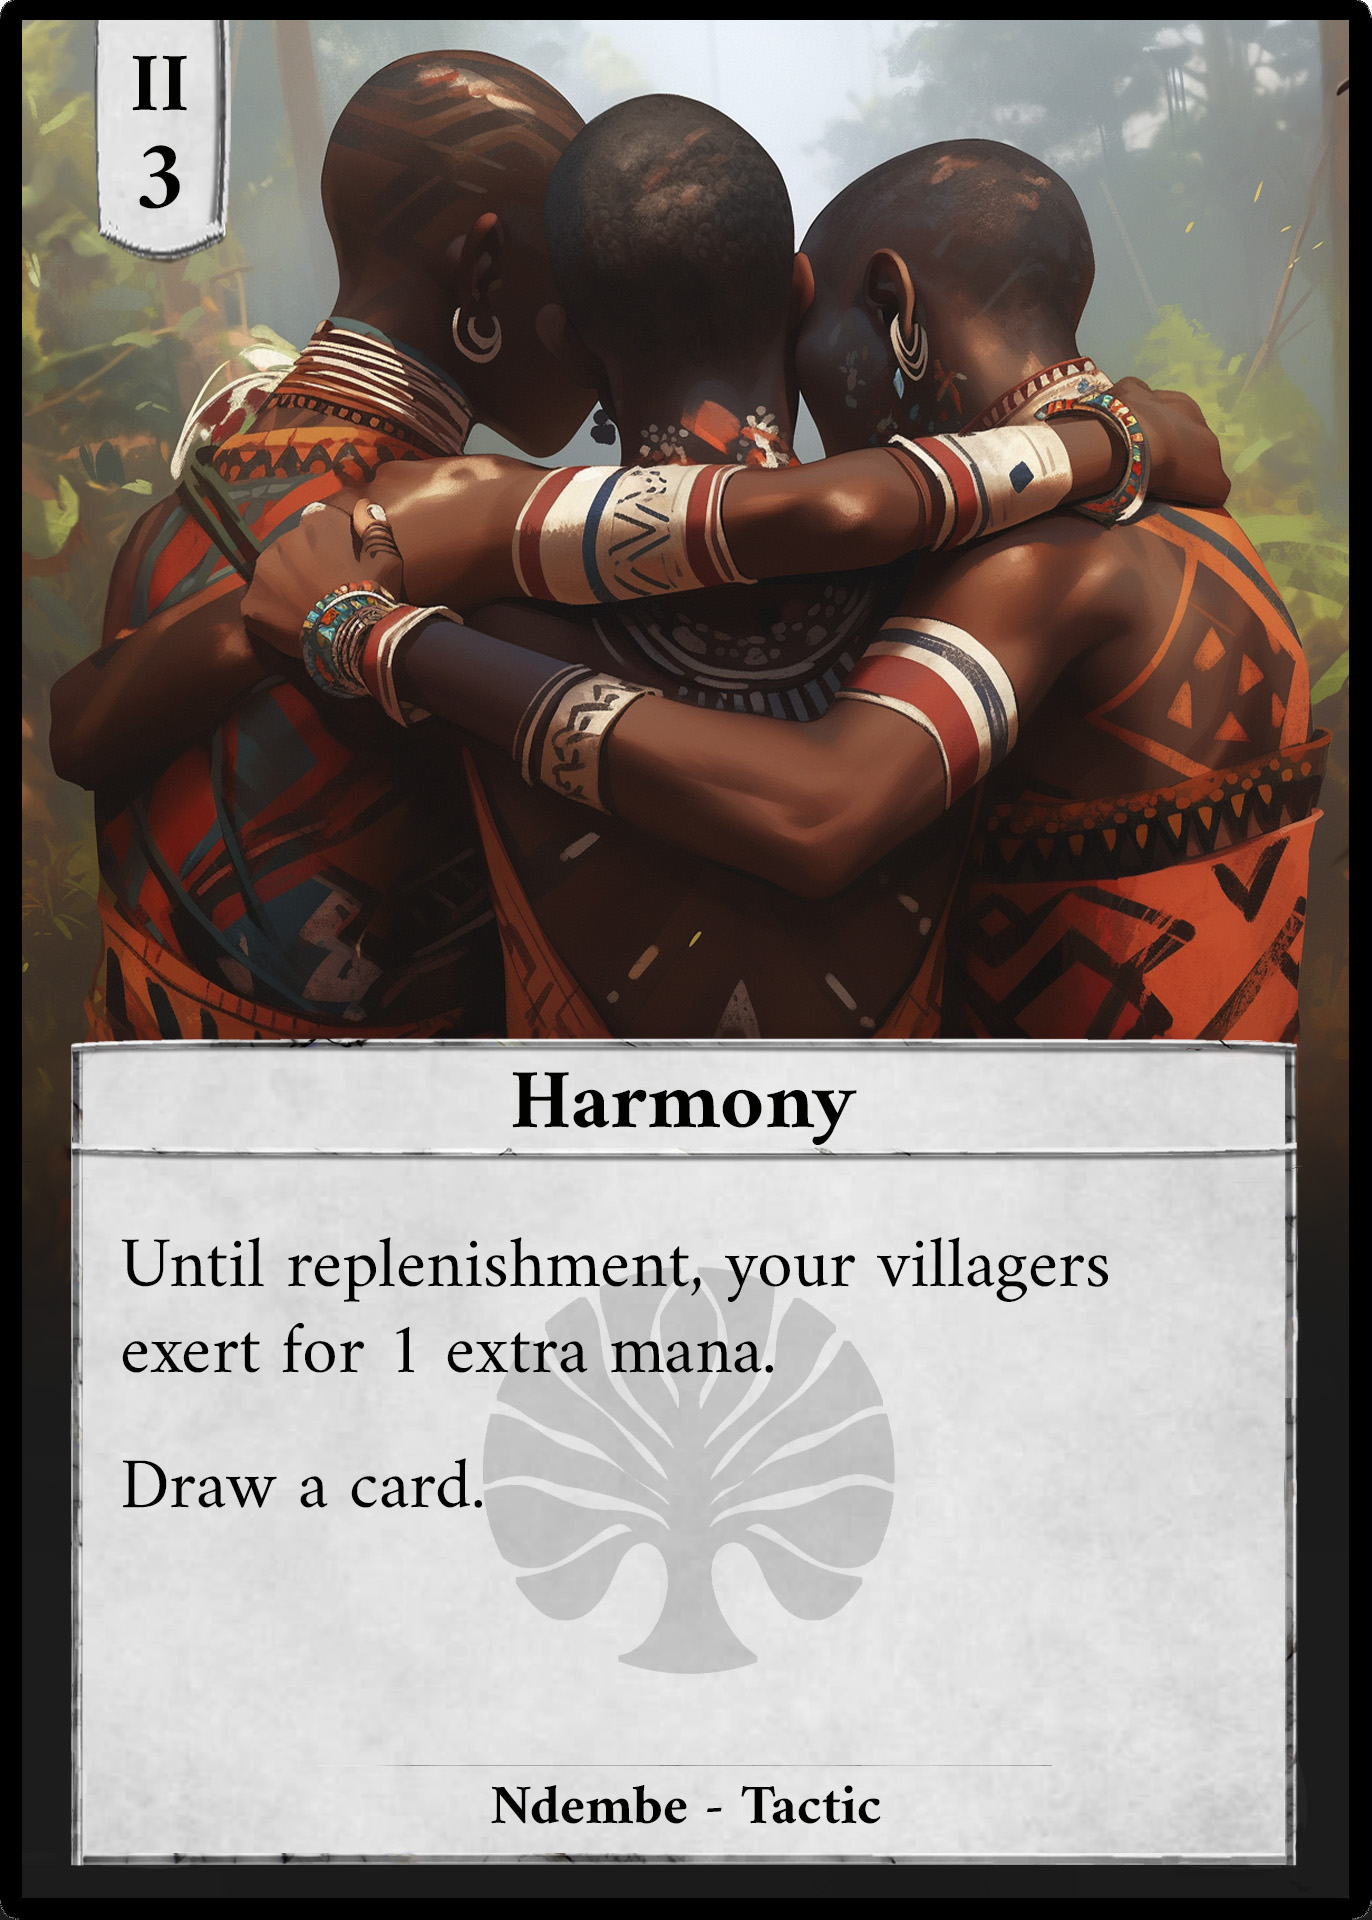 II
3
Harmony
Until replenishment, your villagers
exert for 1 extra mana.
Draw a card.
Ndembe - Tactic